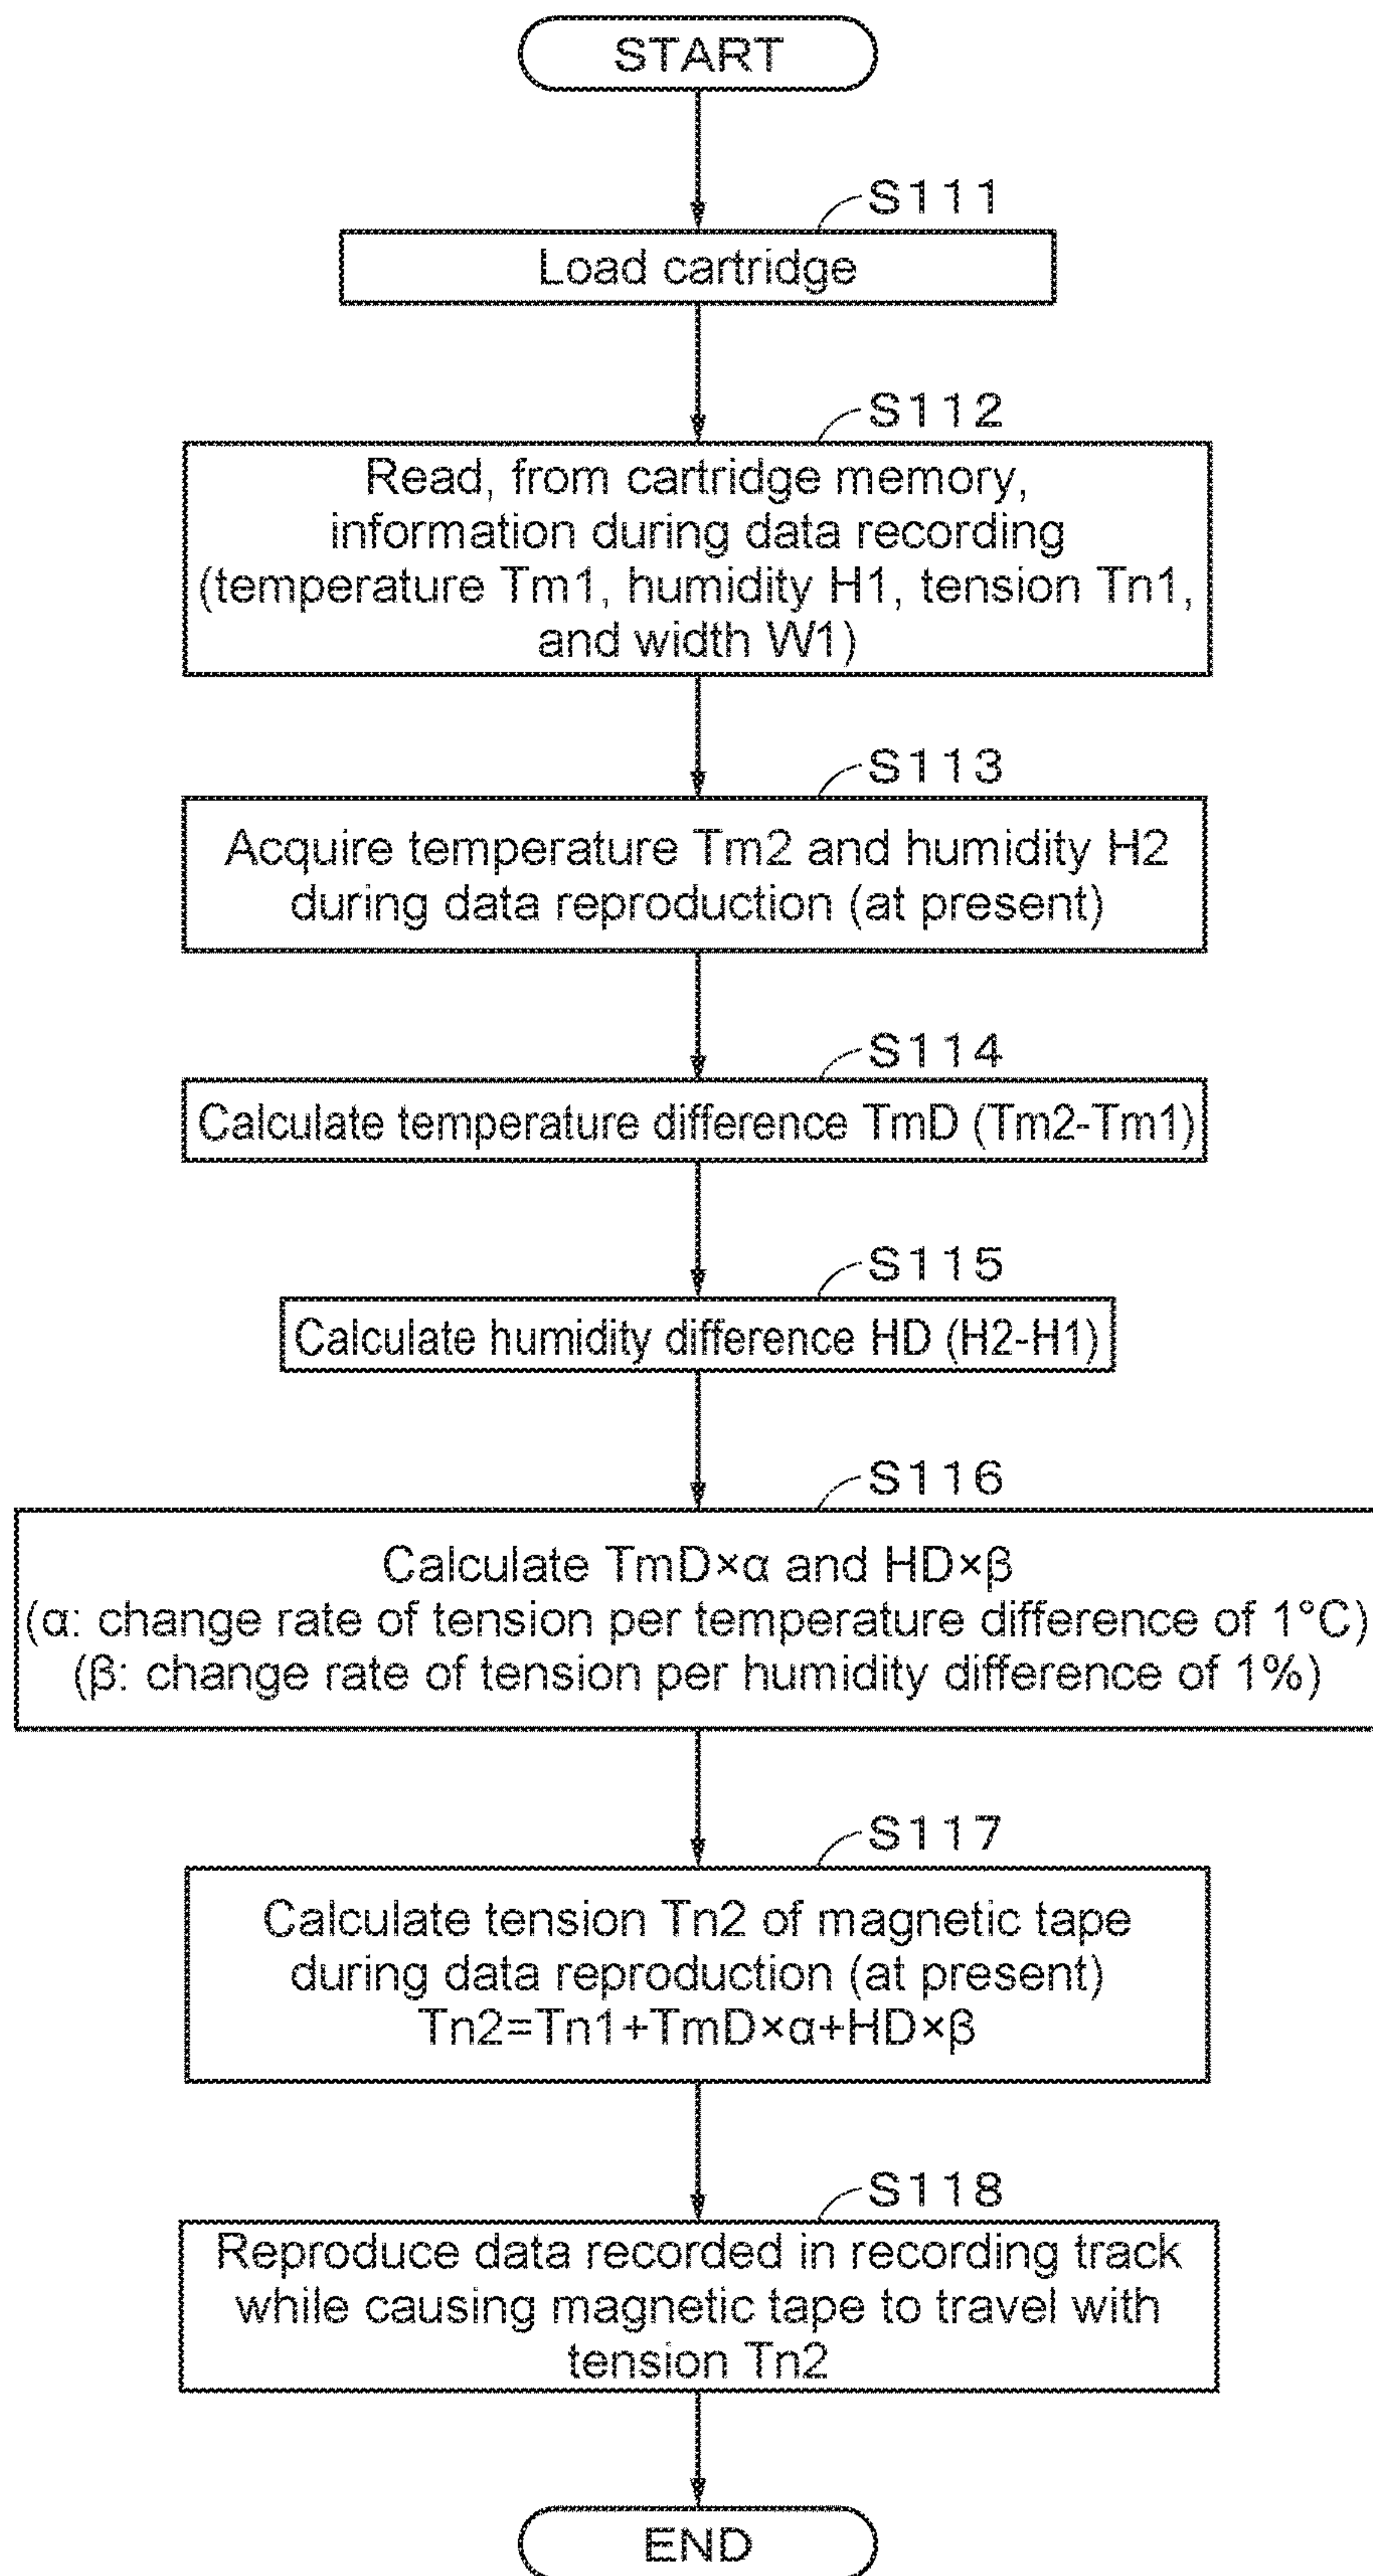 START
S111
Load cartridge
S112
Read, from cartridge memory,
information during data recording
(temperature Tm1, humidity H1, tension Tn1,
and width W1)
S113
Acquire temperature Tm2 and humidity H2
during data reproduction (at present)
S114
Calculate temperature difference TmD (Tm2-Tm1)
S115
Calculate humidity difference HD (H2-H1)
S116
Calculate TmD×α and HD×β
(α: change rate of tension per temperature difference of 1°C)
(β: change rate of tension per humidity difference of 1%)
S117
Calculate tension Tn2 of magnetic tape
during data reproduction (at present)
Tn2=Tn1+TmD×α+HD×β
S118
Reproduce data recorded in recording track
while causing magnetic tape to travel with
tension Tn2
END